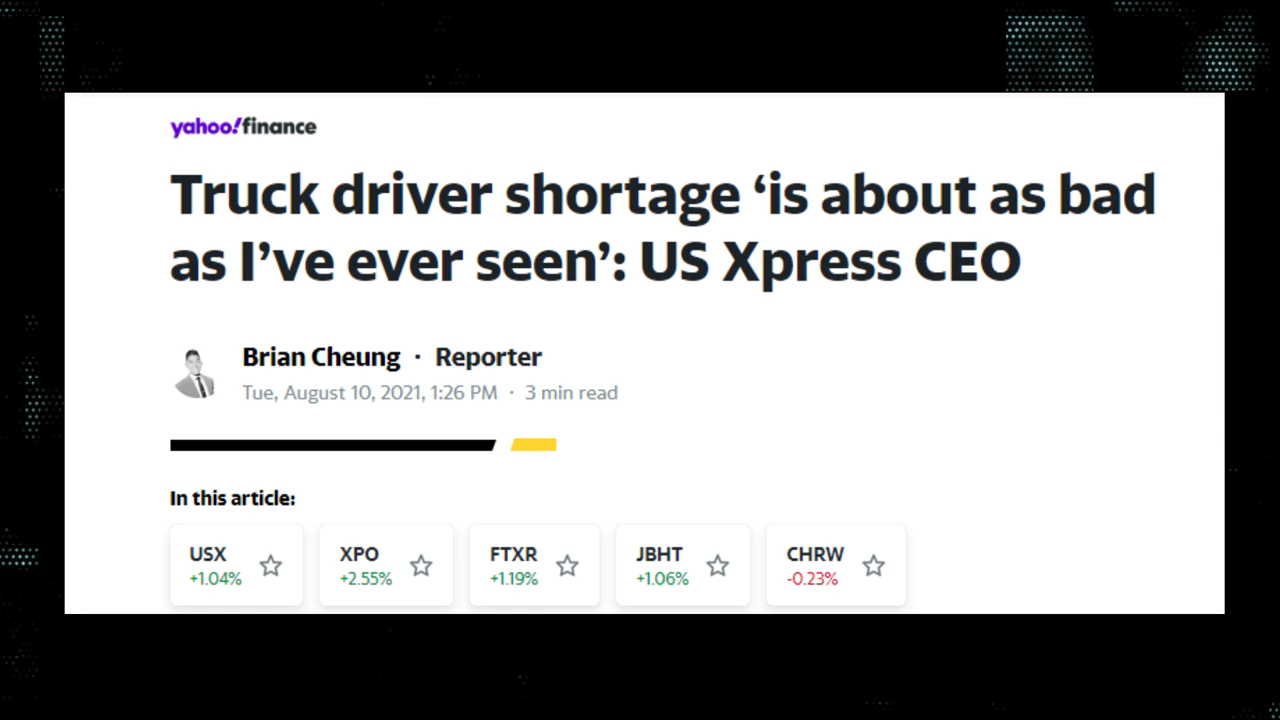 yahoo!finance
Truck driver shortage ‘is about as bad
as I’ve ever seen’: US Xpress CEO
Brian Cheung · Reporter
Tue, August 10, 2021, 1:26 PM · 3 min read
In this article:
USX XPO FTXR JBHT CHRW
+1.04% +2.55% +1.19% +1.06% -0.23%